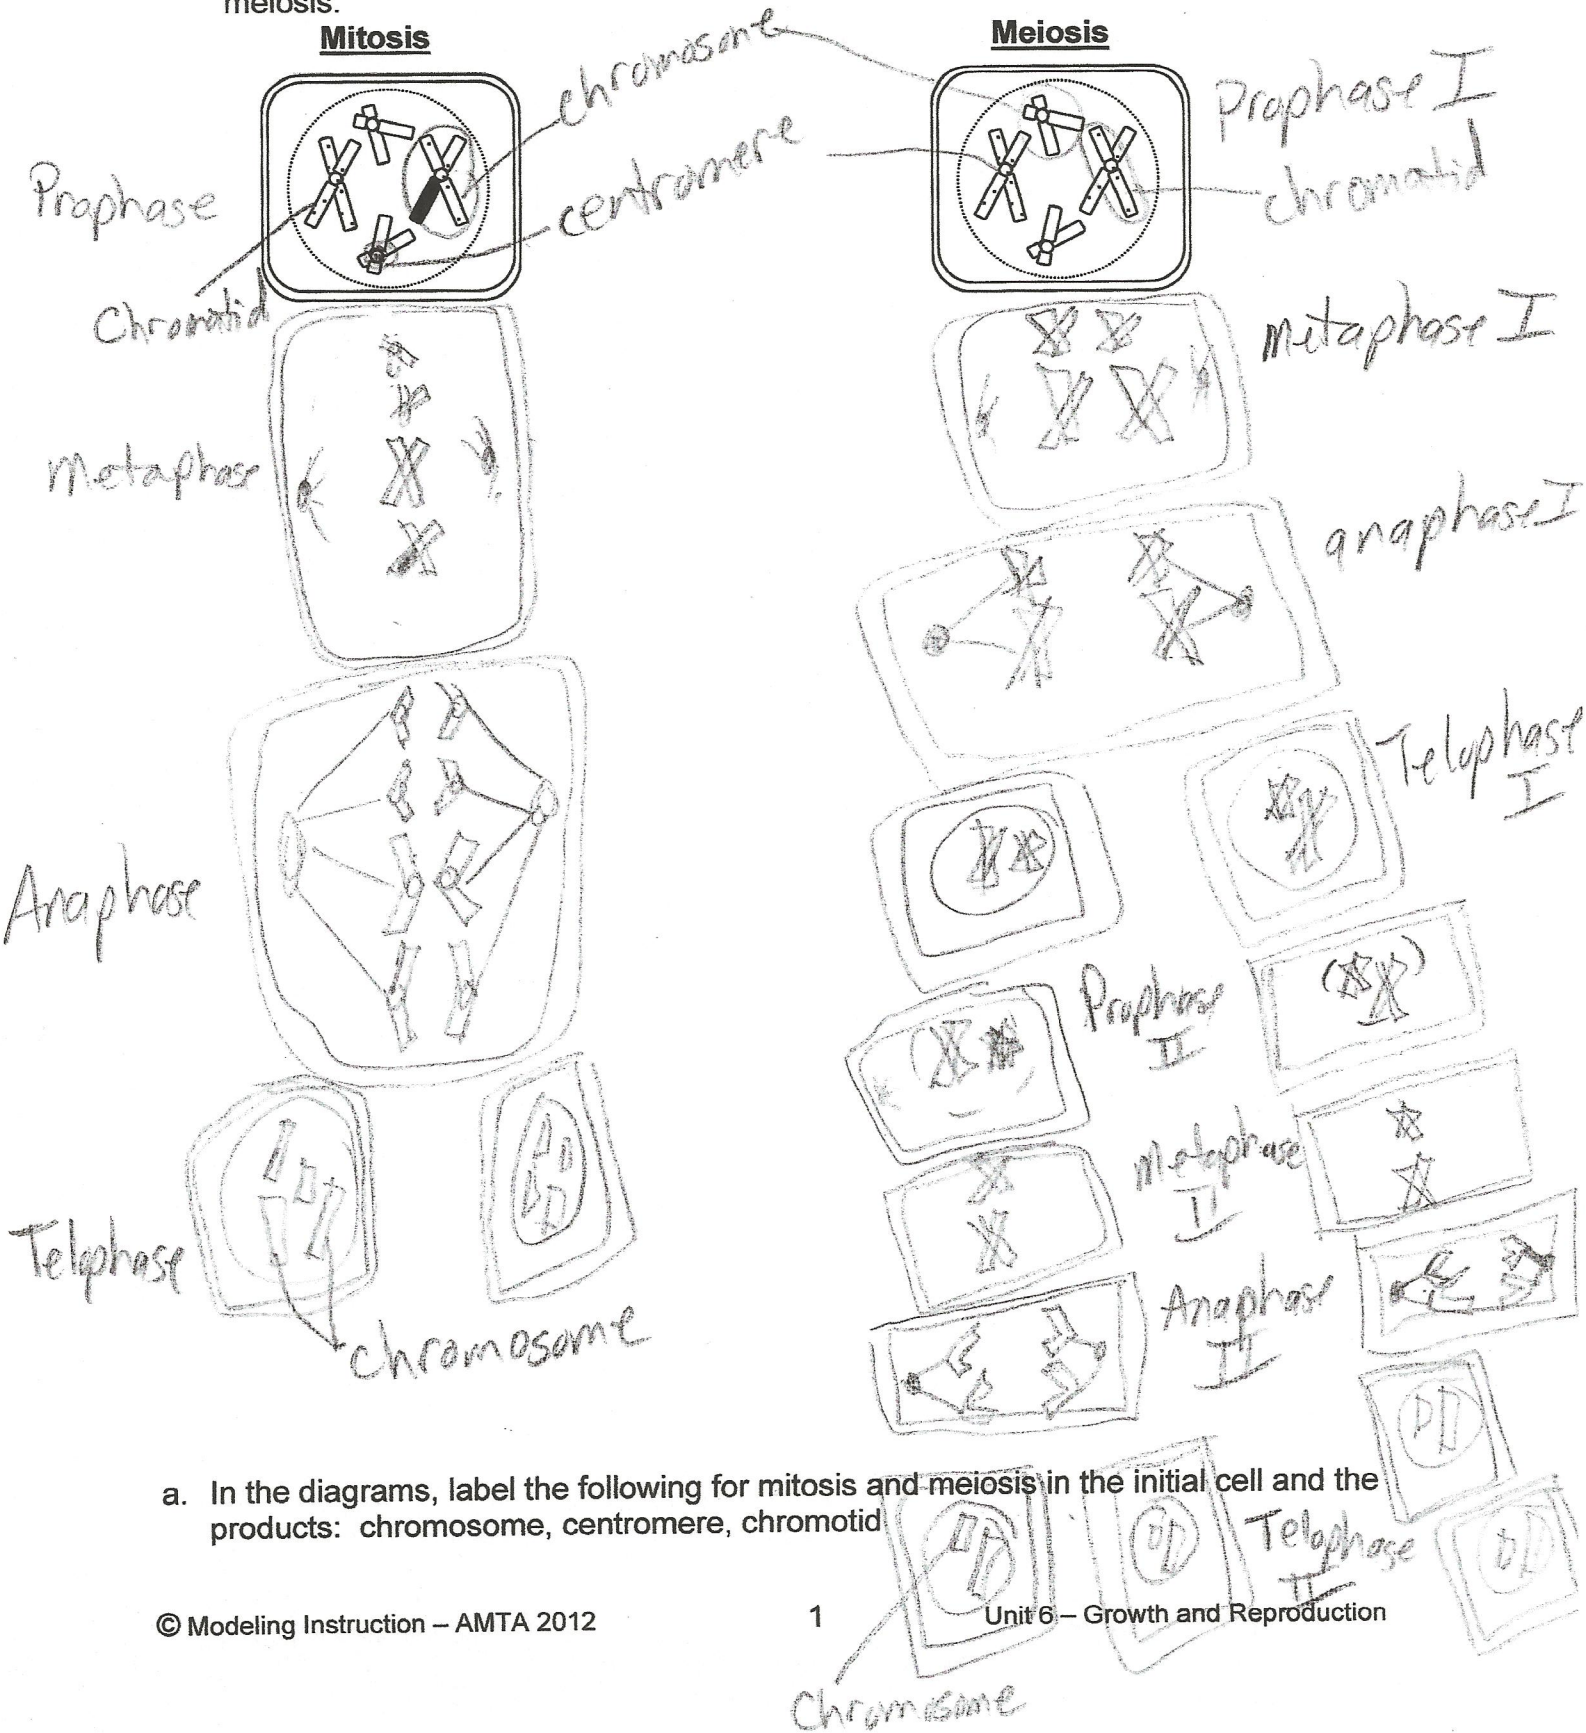 meiosis.
Mitosis
Meiosis
chromosome
Prophase I
Prophase
centromere
chromatid
Chromatid
metaphase I
metaphase
anaphase I
Telophase
I
Anaphase
Prophase
II
Metaphase
II
Telophase
Anaphase
II
chromosome
a. In the diagrams, label the following for mitosis and meiosis in the initial cell and the
products: chromosome, centromere, chromotid
Telophase
II
© Modeling Instruction – AMTA 2012
1
Unit 6 – Growth and Reproduction
Chromosome